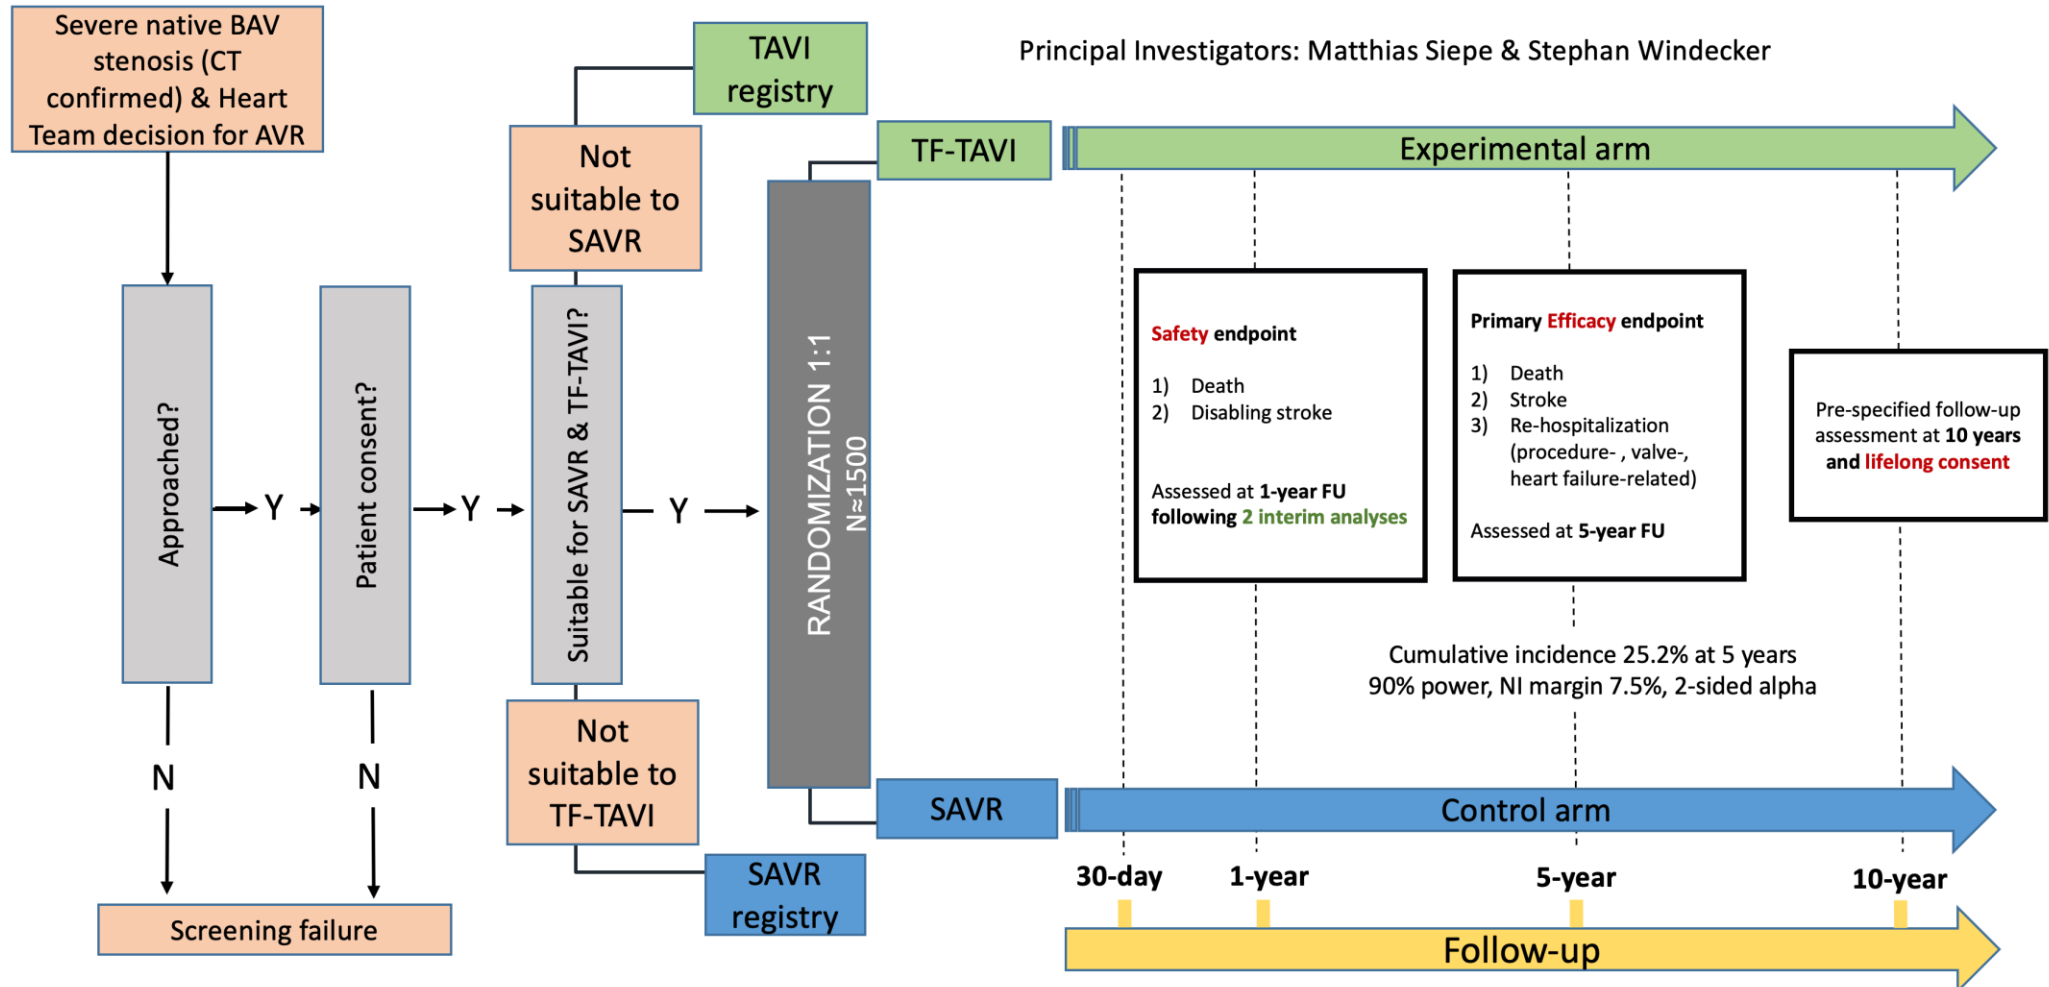 Severe native BAV
stenosis (CT
confirmed) & Heart
Team decision for AVR
Approached?
Y
N
Patient consent?
Y
N
Screening failure
TAVI
registry
Not
suitable to
SAVR
Suitable for SAVR & TF-TAVI?
Y
Not
suitable to
TF-TAVI
SAVR
registry
RANDOMIZATION 1:1
N≈1500
Principal Investigators: Matthias Siepe & Stephan Windecker
TF-TAVI
Experimental arm
Safety endpoint
1) Death
2) Disabling stroke
Assessed at 1-year FU
following 2 interim analyses
Primary Efficacy endpoint
1) Death
2) Stroke
3) Re-hospitalization
(procedure- , valve-,
heart failure-related)
Assessed at 5-year FU
Pre-specified follow-up
assessment at 10 years
and lifelong consent
Cumulative incidence 25.2% at 5 years
90% power, NI margin 7.5%, 2-sided alpha
SAVR
Control arm
30-day
1-year
5-year
10-year
Follow-up